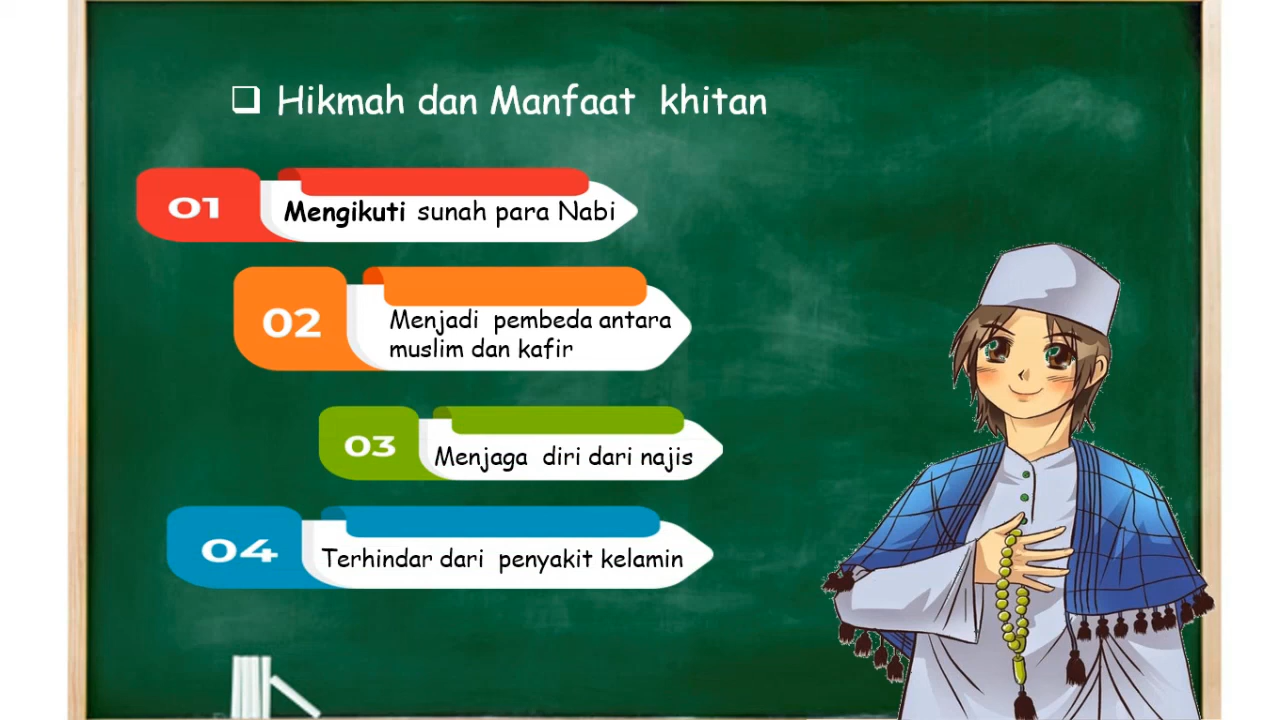 Hikmah dan Manfaat khitan
01
Mengikuti sunah para Nabi
02
Menjadi pembeda antara
muslim dan kafir
03
Menjaga diri dari najis
04
Terhindar dari penyakit kelamin